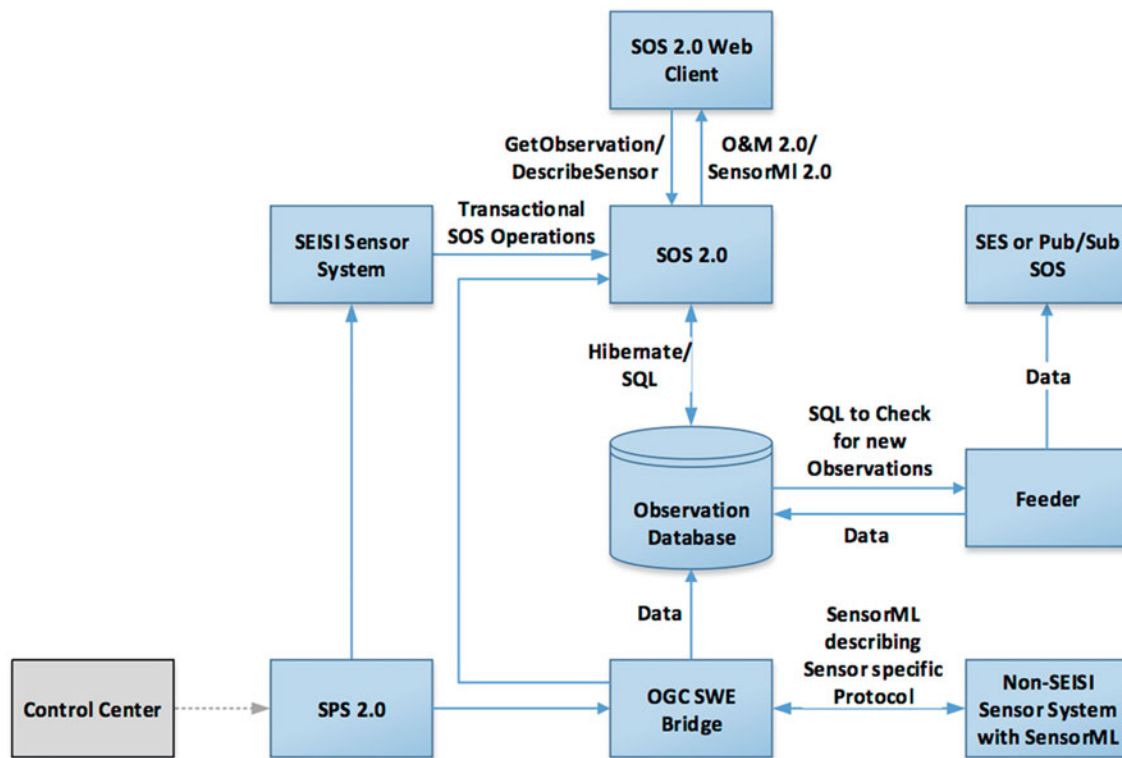 SOS 2.0 Web
Client
GetObservation/
DescribeSensor
O&M 2.0/
SensorMl 2.0
Transactional
SOS Operations
SEISI Sensor
System
SOS 2.0
SES or Pub/Sub
SOS
Hibernate/
SQL
Data
SQL to Check
for new
Observations
Observation
Database
Feeder
Data
Data
SensorML
describing
Sensor specific
Protocol
Control Center
SPS 2.0
OGC SWE
Bridge
Non-SEISI
Sensor System
with SensorML